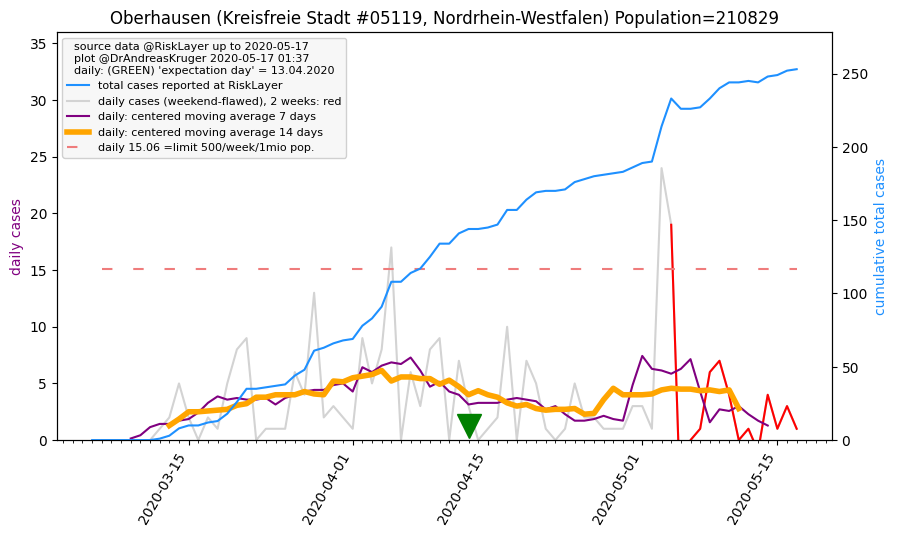 Oberhausen (Kreisfreie Stadt #05119, Nordrhein-Westfalen) Population=210829
source data @RiskLayer up to 2020-05-17
plot @DrAndreasKruger 2020-05-17 01:37
daily: (GREEN) 'expectation day' = 13.04.2020
total cases reported at RiskLayer
daily cases (weekend-flawed), 2 weeks: red
daily: centered moving average 7 days
daily: centered moving average 14 days
daily 15.06 =limit 500/week/1mio pop.
daily cases
35
30
25
20
15
10
5
0
cumulative total cases
250
200
150
100
50
0
2020-03-15
2020-04-01
2020-04-15
2020-05-01
2020-05-15